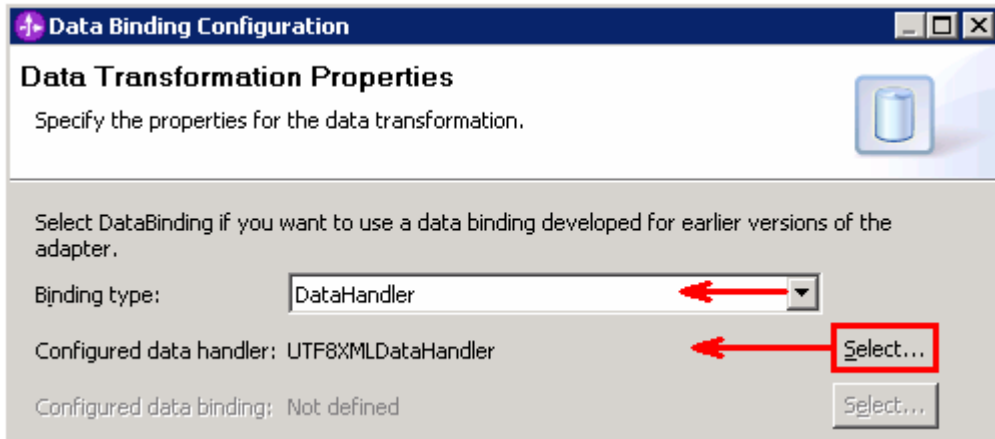 Data Binding Configuration
Data Transformation Properties
Specify the properties for the data transformation.
Select DataBinding if you want to use a data binding developed for earlier versions of the
adapter.
Binding type: DataHandler
Configured data handler: UTF8XMLDataHandler Select...
Configured data binding: Not defined Select...